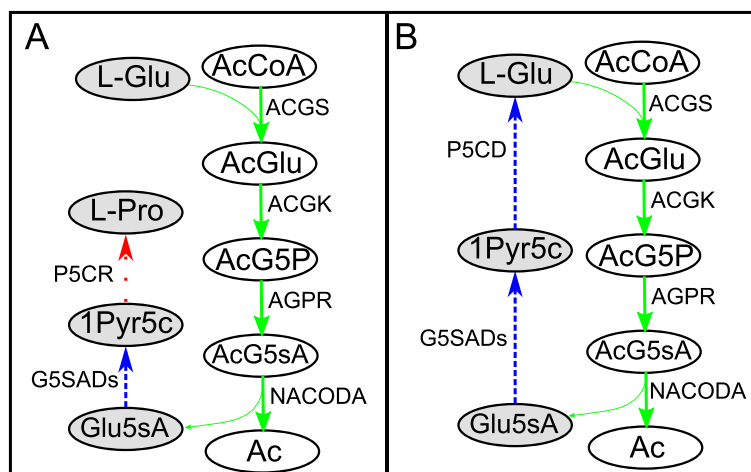 A
L-Glu
AcCoA
ACGS
AcGlu
ACGK
L-Pro
AcG5P
P5CR
AGPR
1Pyr5c
AcG5sA
G5SADs
NACODA
Glu5sA
Ac
B
L-Glu
AcCoA
ACGS
P5CD
AcGlu
ACGK
1Pyr5c
AcG5P
AGPR
G5SADs
AcG5sA
NACODA
Glu5sA
Ac